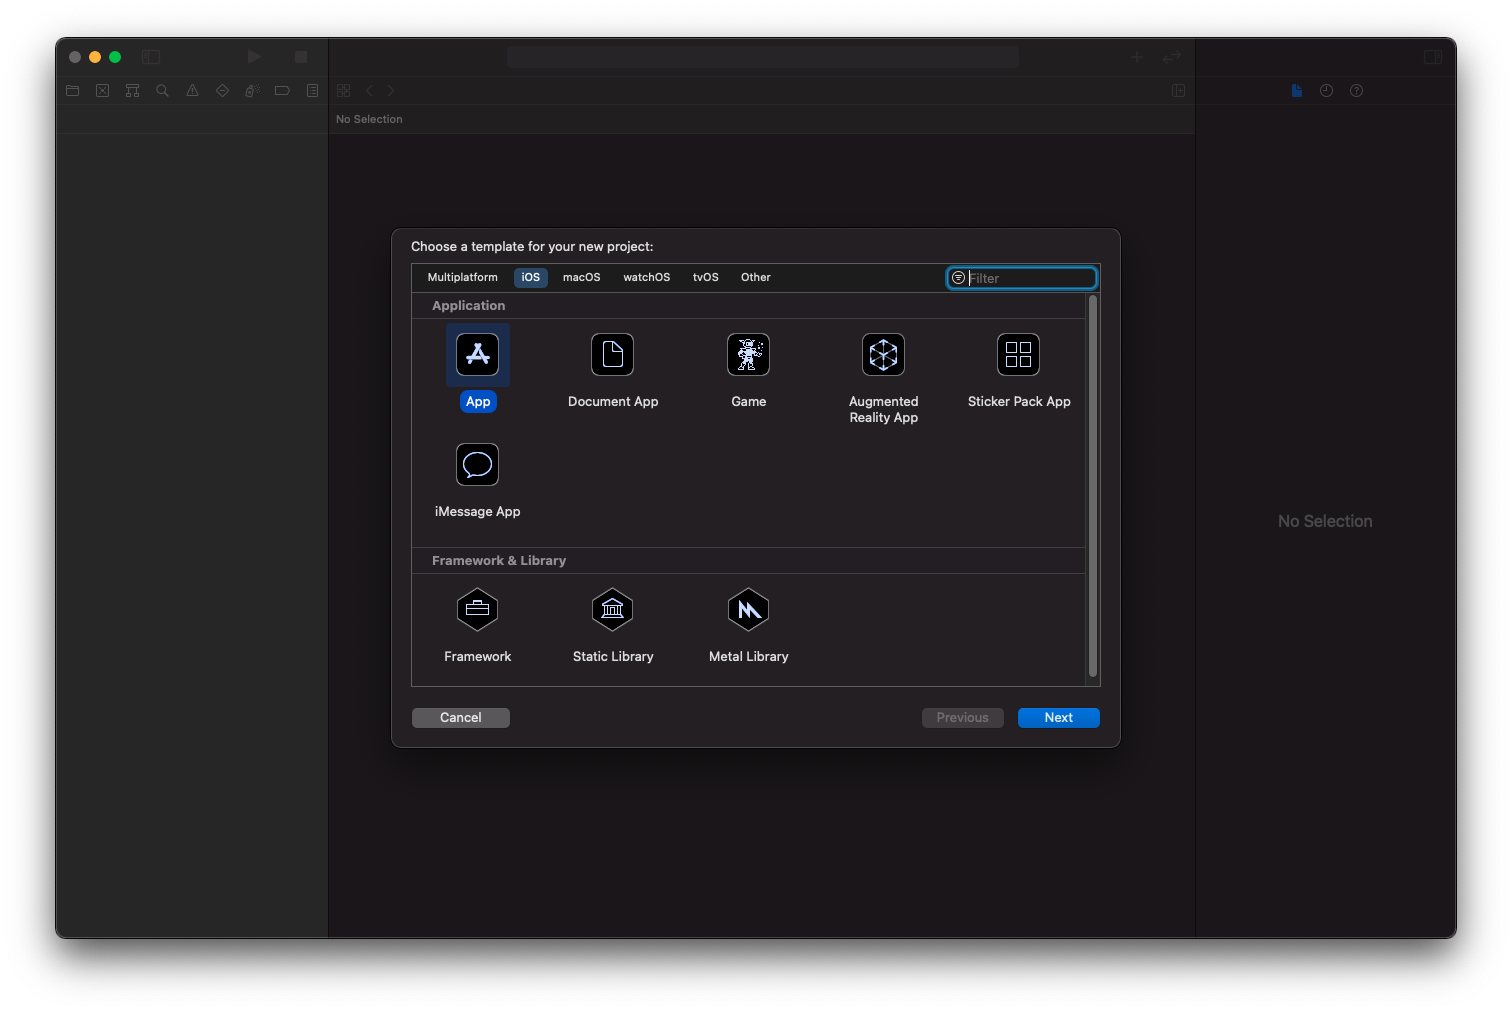 No Selection
Choose a template for your new project:
Multiplatform iOS macOS watchOS tvOS Other Filter
Application
App Document App Game Augmented Reality App Sticker Pack App
iMessage App
No Selection
Framework & Library
Framework Static Library Metal Library
Cancel Previous Next